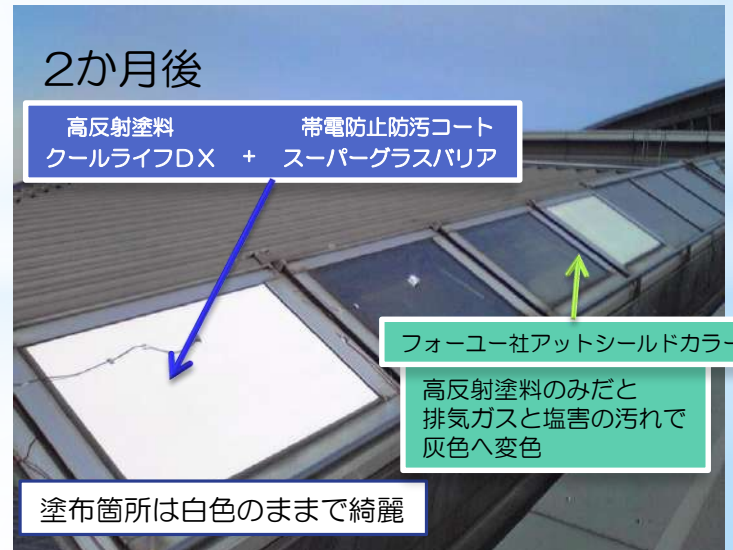 2か月後
高反射塗料 帯電防止防汚コート
クールライフDX + スーパーグラスバリア
フォーユー社アットシールドカラー
高反射塗料のみだと
排気ガスと塩害の汚れで
灰色へ変色
塗布箇所は白色のままで綺麗